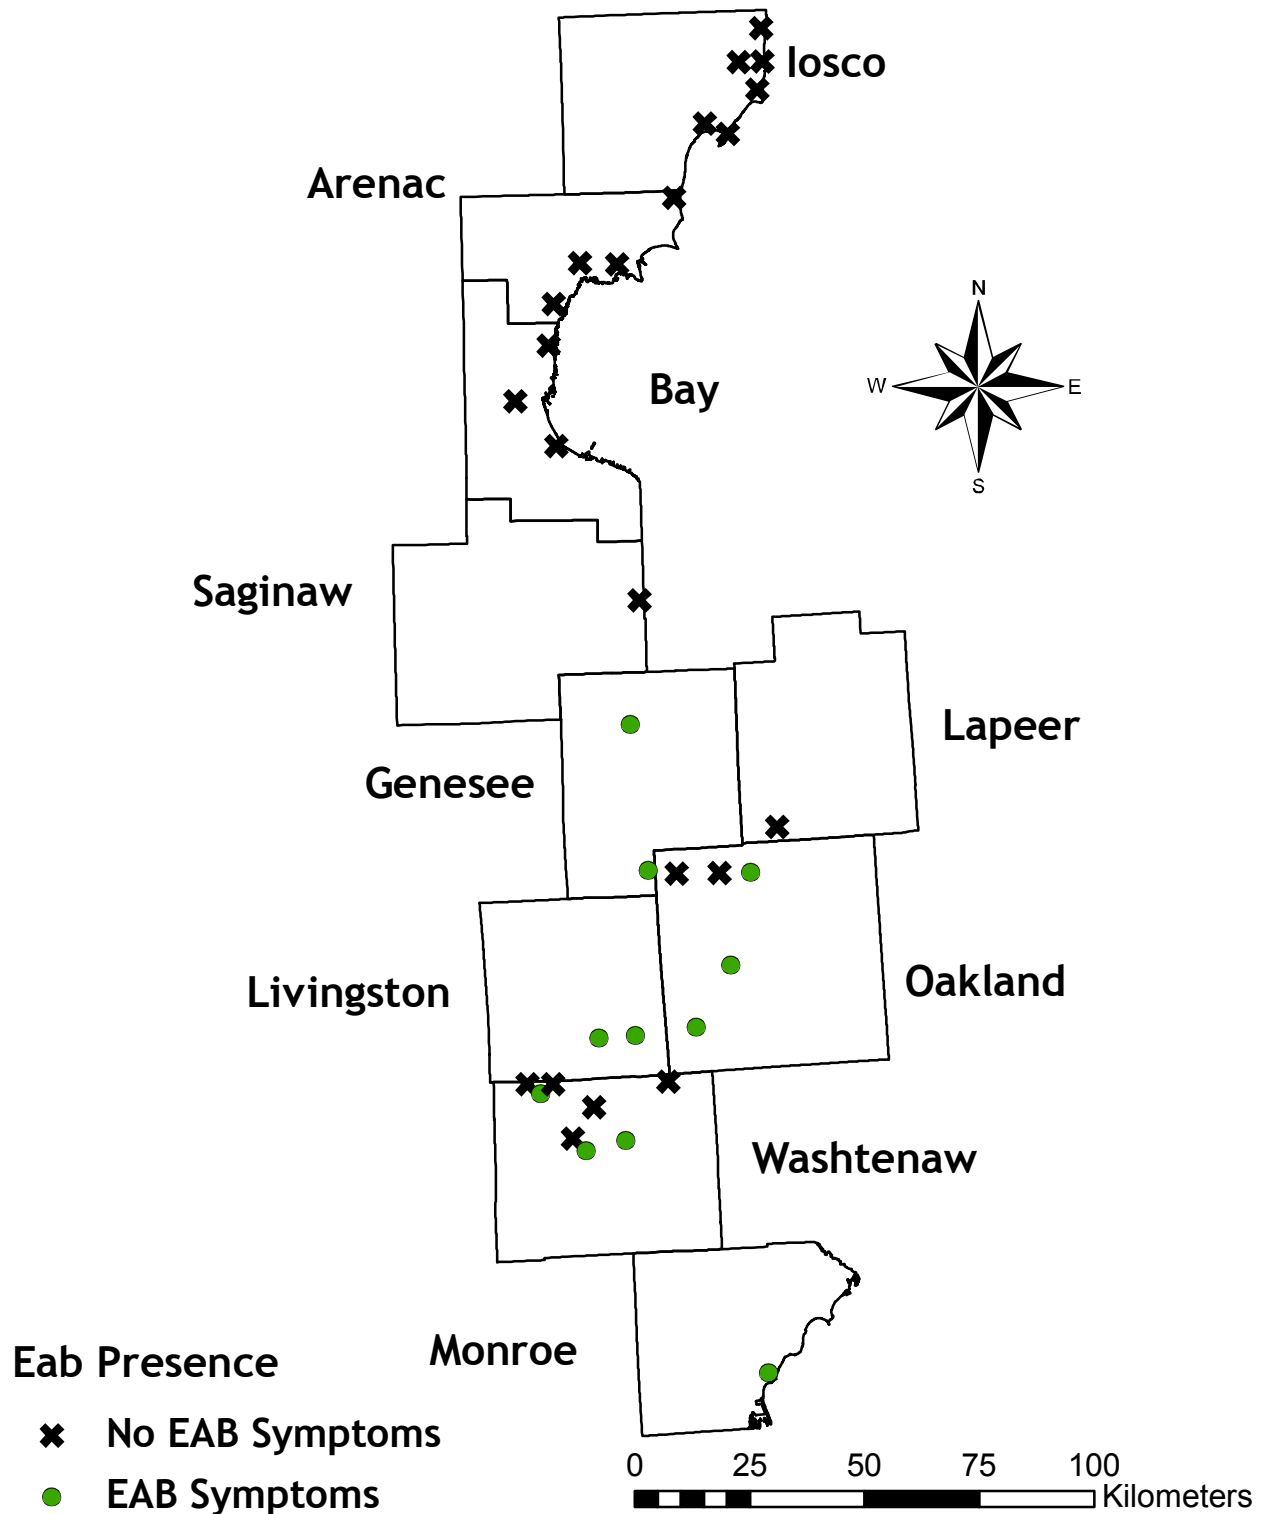 Iosco
Arenac
N
W
E
S
Bay
Saginaw
Lapeer
Genesee
Livingston
Oakland
Washtenaw
Monroe
Eab Presence
No EAB Symptoms
EAB Symptoms
0 25 50 75 100
Kilometers